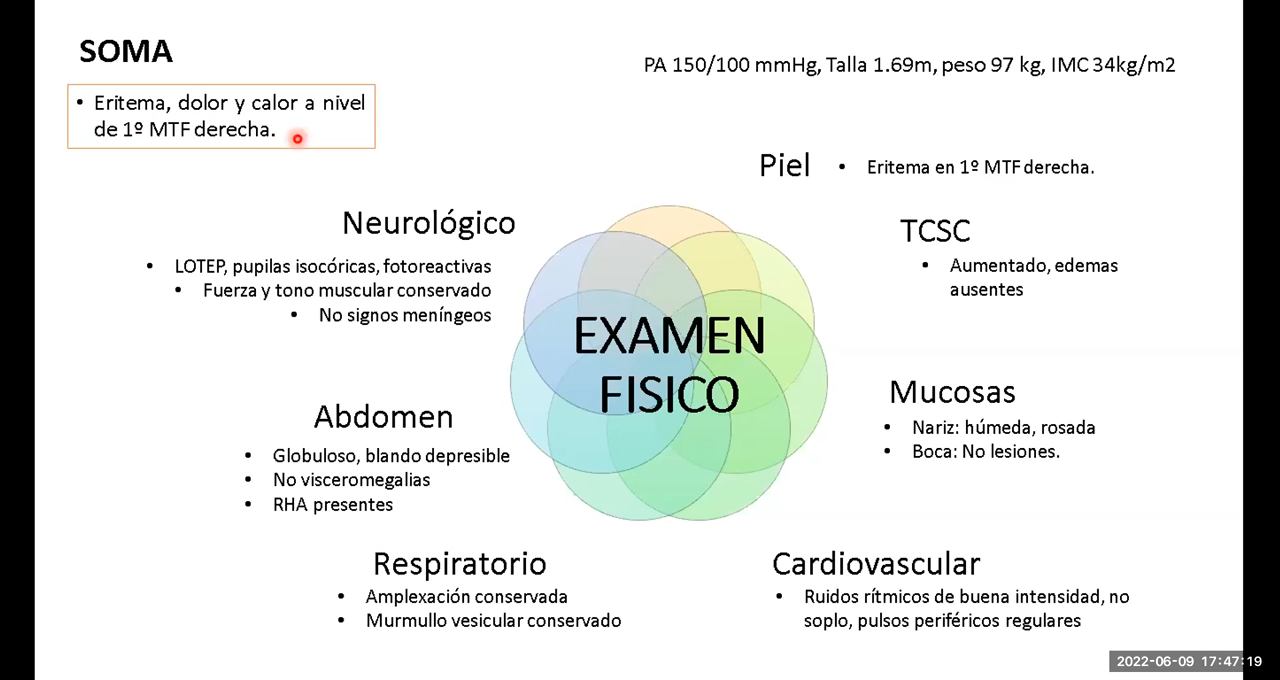 SOMA
PA 150/100 mmHg, Talla 1.69m, peso 97 kg, IMC 34kg/m2
• Eritema, dolor y calor a nivel
de 1º MTF derecha.
Piel
• Eritema en 1º MTF derecha.
Neurológico
• LOTEP, pupilas isocóricas, fotoreactivas
• Fuerza y tono muscular conservado
• No signos meníngeos
TCSC
• Aumentado, edemas
ausentes
EXAMEN
FISICO
Abdomen
• Globuloso, blando depresible
• No visceromegalias
• RHA presentes
Mucosas
• Nariz: húmeda, rosada
• Boca: No lesiones.
Respiratorio
• Amplexación conservada
• Murmullo vesicular conservado
Cardiovascular
• Ruidos rítmicos de buena intensidad, no
soplo, pulsos periféricos regulares
2022-06-09 17:47:19